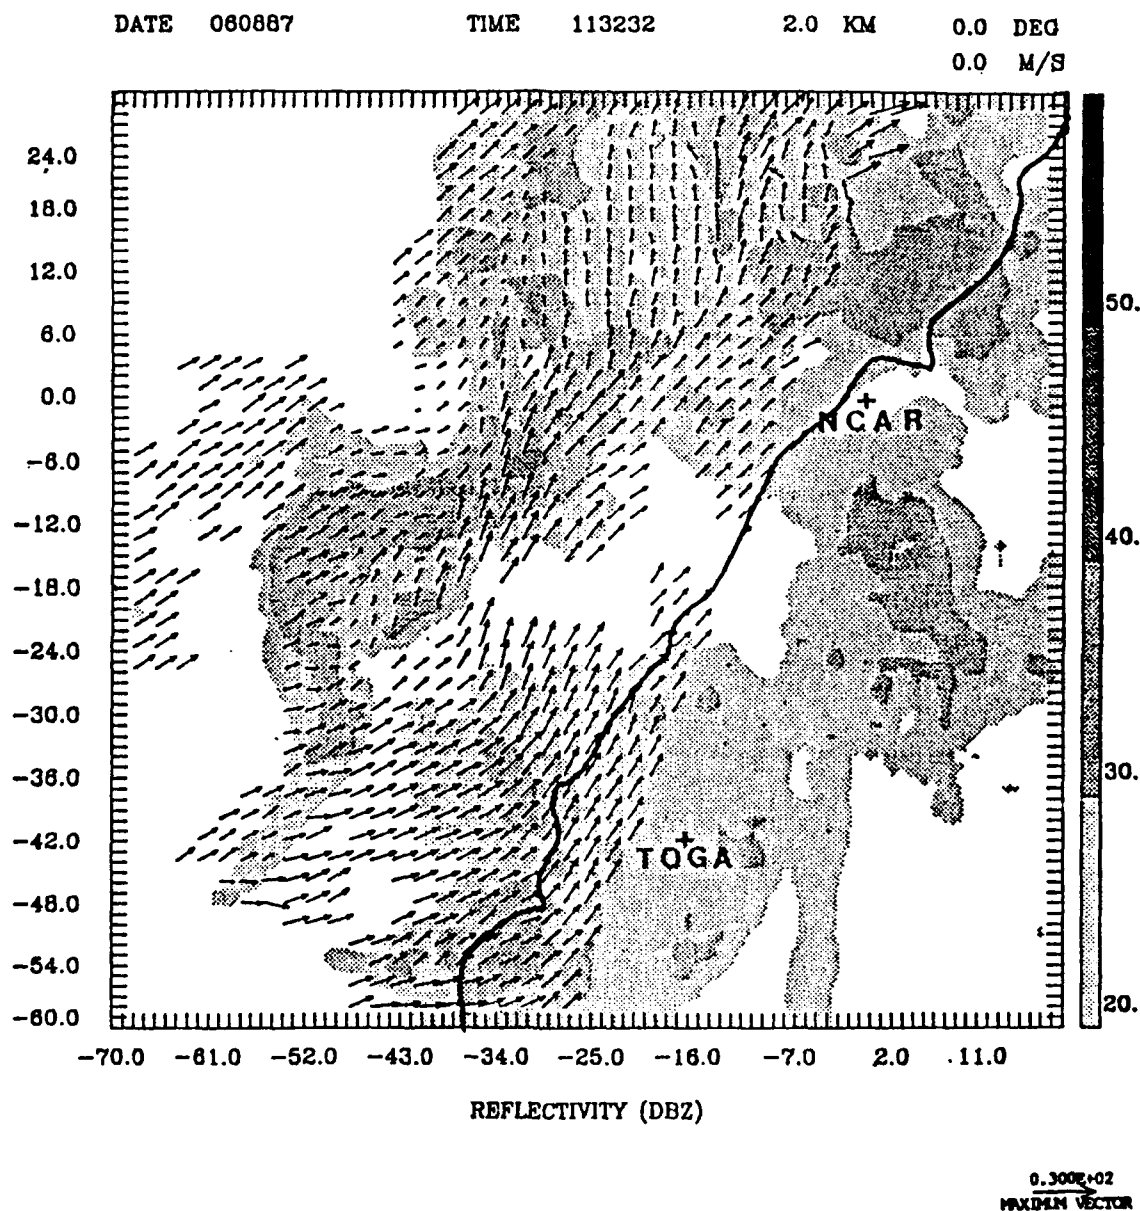 DATE 060887 TIME 113232 2.0 KM 0.0 DEG
0.0 M/S
24.0
18.0
12.0
6.0
0.0
-6.0
-12.0
-18.0
-24.0
-30.0
-36.0
-42.0
-48.0
-54.0
-60.0
NCAR
TOGA
50.
40.
30.
20.
-70.0 -61.0 -52.0 -43.0 -34.0 -25.0 -16.0 -7.0 2.0 11.0
REFLECTIVITY (DBZ)
0.300E+02
MAXIMUM VECTOR